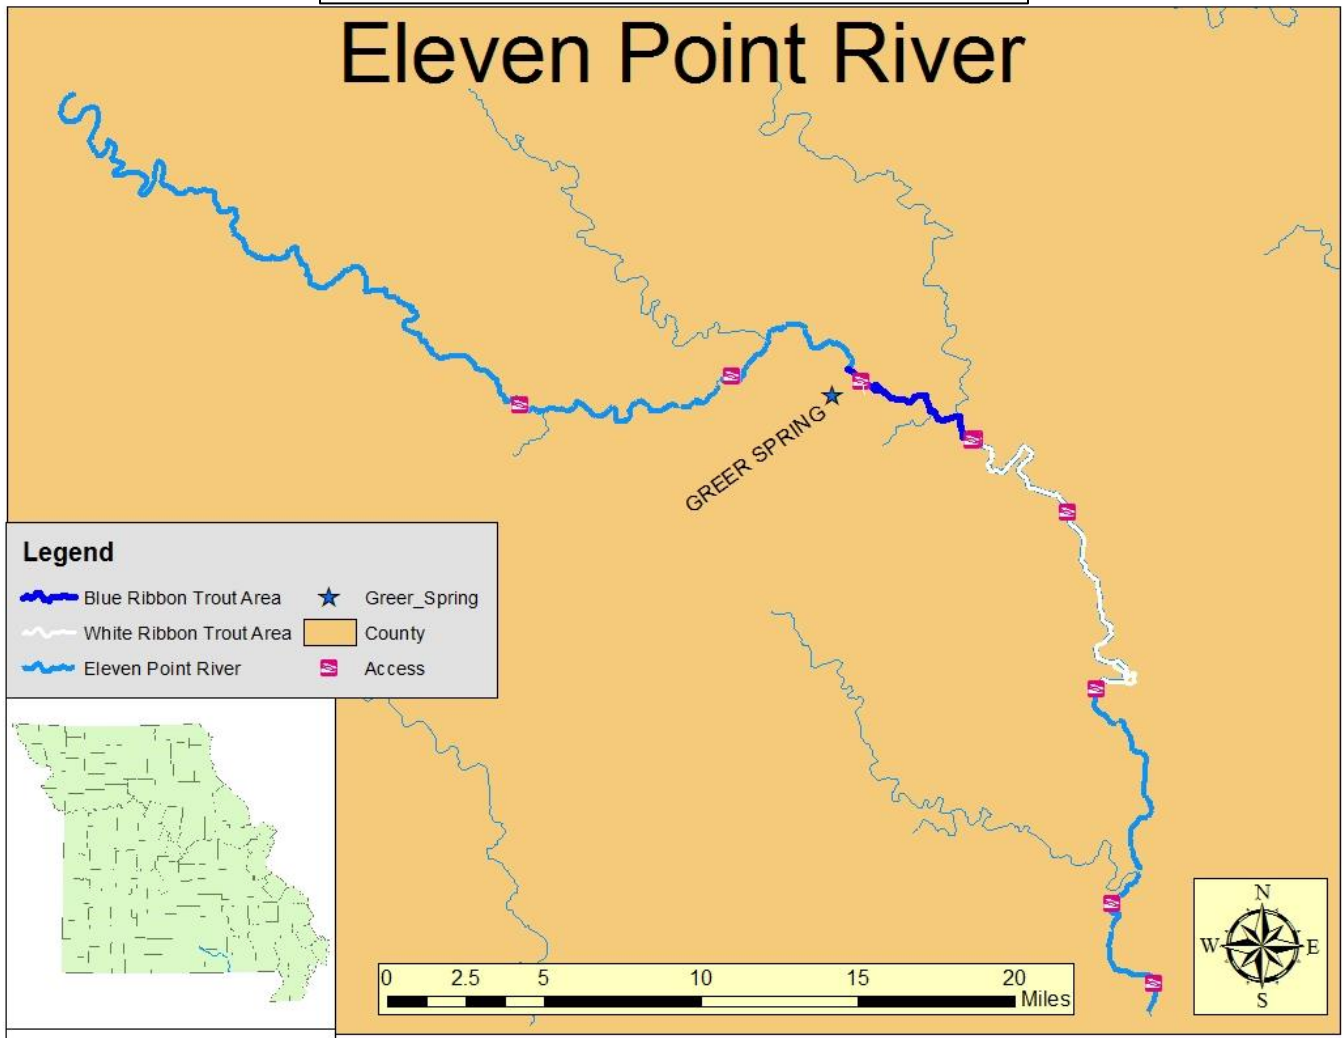 Eleven Point River
GREER SPRING
Legend
Blue Ribbon Trout Area
Greer_Spring
White Ribbon Trout Area
County
Eleven Point River
Access
N
W E
S
0 2.5 5 10 15 20
Miles